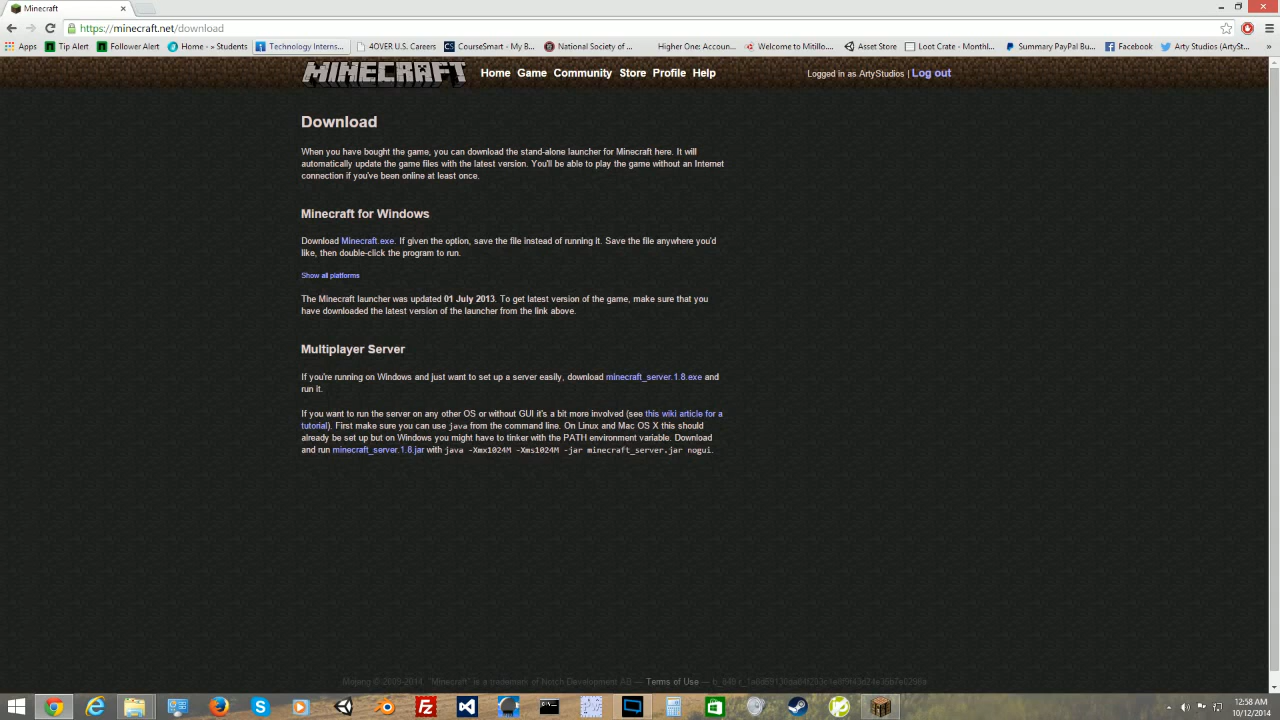 Minecraft
https://minecraft.net/download
Apps Tip Alert Follower Alert Home - Students Technology Interns... 4OVER U.S. Careers CourseSmart - My B... National Society of ... Higher One: Accoun... Welcome to Mitillo... Asset Store Loot Crate - Monthl... Summary PayPal Bu... Facebook Arty Studios (ArtySt... »
MINECRAFT Home Game Community Store Profile Help Logged in as ArtyStudios | Log out
Download
When you have bought the game, you can download the stand-alone launcher for Minecraft here. It will
automatically update the game files with the latest version. You'll be able to play the game without an Internet
connection if you've been online at least once.
Minecraft for Windows
Download Minecraft.exe. If given the option, save the file instead of running it. Save the file anywhere you'd
like, then double-click the program to run.
Show all platforms
The Minecraft launcher was updated 01 July 2013. To get latest version of the game, make sure that you
have downloaded the latest version of the launcher from the link above.
Multiplayer Server
If you're running on Windows and just want to set up a server easily, download minecraft_server.1.8.exe and
run it.
If you want to run the server on any other OS or without GUI it's a bit more involved (see this wiki article for a
tutorial). First make sure you can use java from the command line. On Linux and Mac OS X this should
already be set up but on Windows you might have to tinker with the PATH environment variable. Download
and run minecraft_server.1.8.jar with java -Xmx1024M -Xms1024M -jar minecraft_server.jar nogui.
Mojang © 2009-2014. "Minecraft" is a trademark of Notch Development AB — Terms of Use —
12:58 AM
10/12/2014